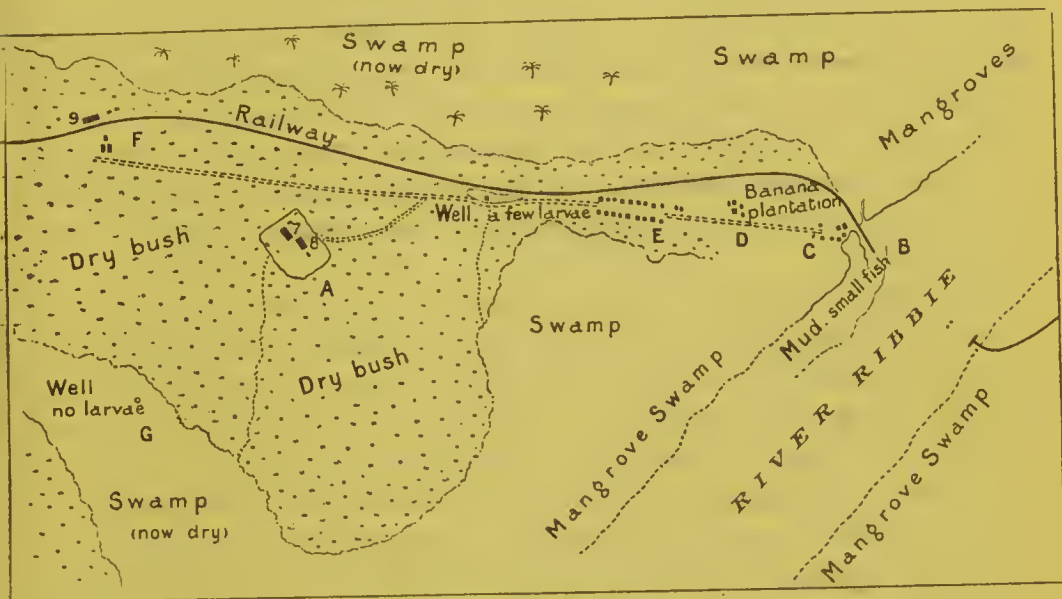 Swamp
(now dry)
Swamp
Mangroves
9
F
Railway
Banana
plantation
Well. a few larvae
E
D
C
B
7
8
A
Dry bush
Mud. small fish
RIVER RIBBIE
Swamp
Dry bush
Well
no larvae
G
Mangrove Swamp
Mangrove Swamp
Swamp
(now dry)